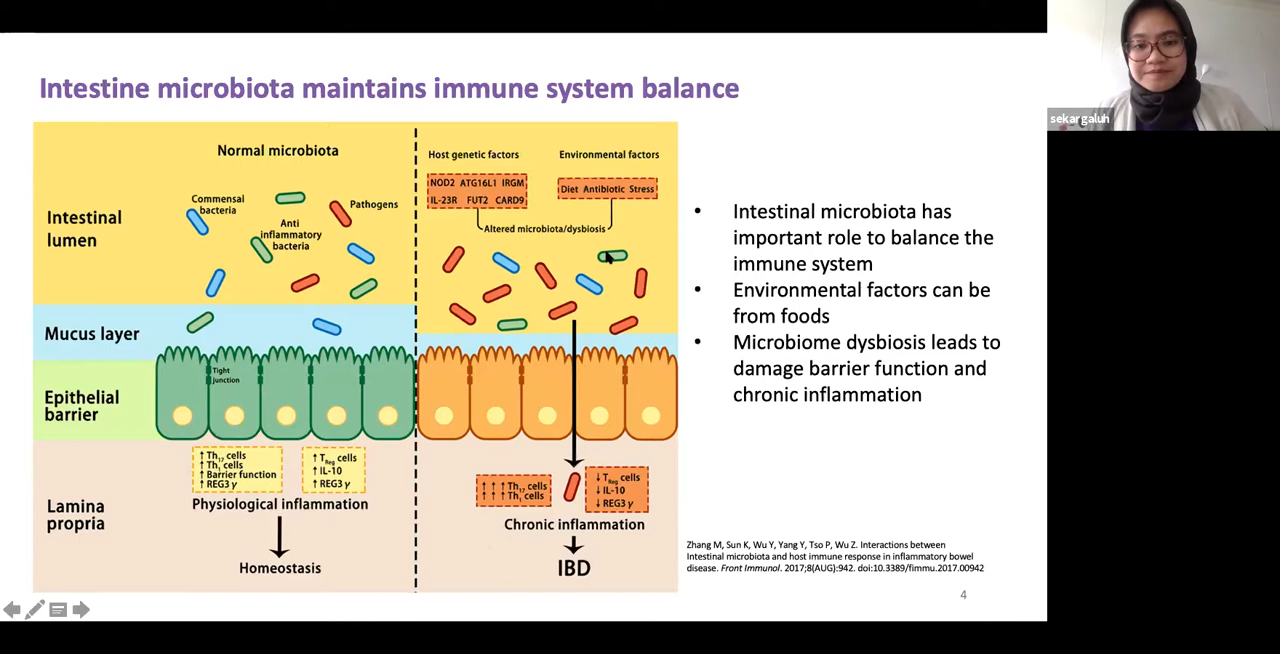 Intestine microbiota maintains immune system balance
sekargaluh
Normal microbiota
Intestinal
lumen
Commensal
bacteria
Anti
inflammatory
bacteria
Pathogens
Mucus layer
Tight
junction
Epithelial
barrier
↑ Th17 cells
↑ Th1 cells
↑ Barrier function
↑ REG3 γ
↑ TReg cells
↑ IL-10
↑ REG3 γ
Lamina
propria
Physiological inflammation
Homeostasis
Host genetic factors
NOD2 ATG16L1 IRGM
IL-23R FUT2 CARD9
Environmental factors
Diet Antibiotic Stress
Altered microbiota/dysbiosis
↑ ↑ ↑ Th17 cells
↑ ↑ ↑ Th1 cells
↓ TReg cells
↓ IL-10
↓ REG3 γ
Chronic inflammation
IBD
• Intestinal microbiota has
important role to balance the
immune system
• Environmental factors can be
from foods
• Microbiome dysbiosis leads to
damage barrier function and
chronic inflammation
Zhang M, Sun K, Wu Y, Yang Y, Tso P, Wu Z. Interactions between
Intestinal microbiota and host immune response in inflammatory bowel
disease. Front Immunol. 2017;8(AUG):942. doi:10.3389/fimmu.2017.00942
4